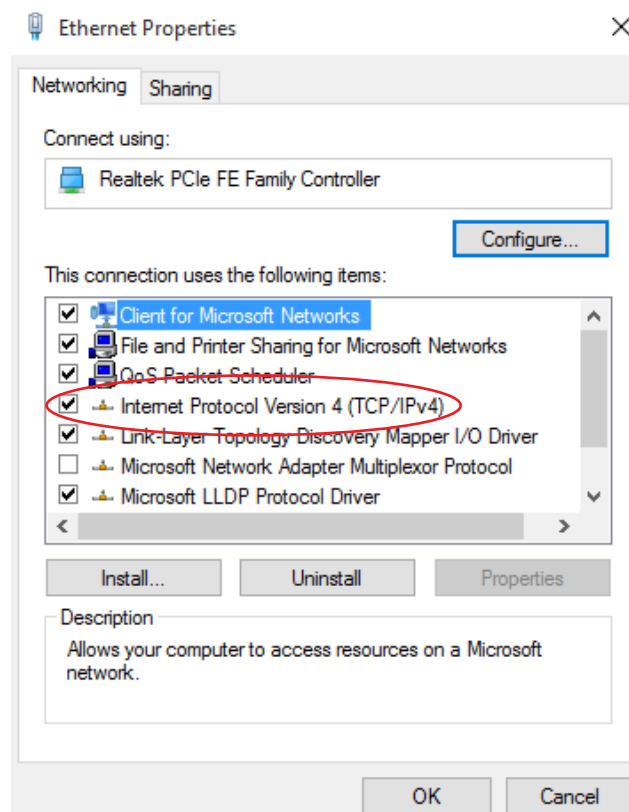 Ethernet Properties
Networking
Sharing
Connect using:
Realtek PCIe FE Family Controller
Configure...
This connection uses the following items:
Client for Microsoft Networks
File and Printer Sharing for Microsoft Networks
QoS Packet Scheduler
Internet Protocol Version 4 (TCP/IPv4)
Link-Layer Topology Discovery Mapper I/O Driver
Microsoft Network Adapter Multiplexor Protocol
Microsoft LLDP Protocol Driver
Install...
Uninstall
Properties
Description
Allows your computer to access resources on a Microsoft
network.
OK
Cancel